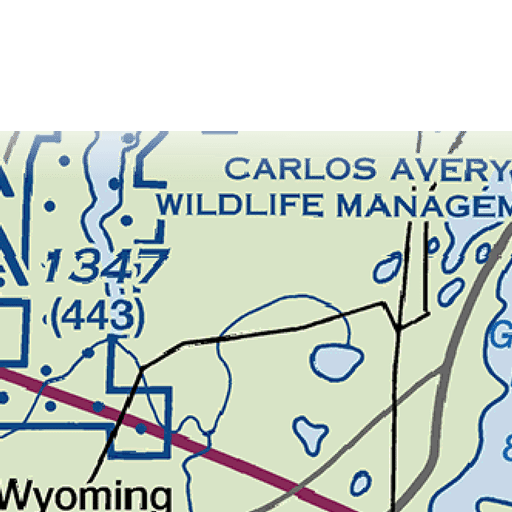 CARLOS AVERY
WILDLIFE MANAGEM
1347
(443)
G
Wyoming